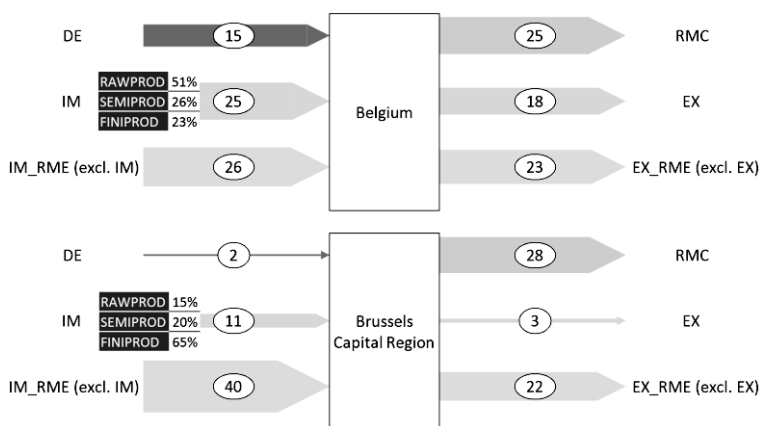 DE 15 25 RMC
RAWPROD 51%
IM SEMIPROD 26% 25 Belgium 18 EX
FINIPROD 23%
IM_RME (excl. IM) 26 23 EX_RME (excl. EX)
DE 2 28 RMC
RAWPROD 15%
IM SEMIPROD 20% 11 Brussels 3 EX
FINIPROD 65% Capital Region
IM_RME (excl. IM) 40 22 EX_RME (excl. EX)